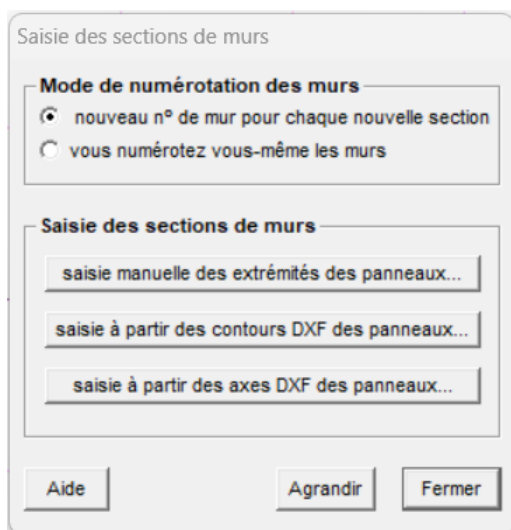 Saisie des sections de murs
Mode de numérotation des murs
nouveau nº de mur pour chaque nouvelle section
vous numérotez vous-même les murs
Saisie des sections de murs
saisie manuelle des extrémités des panneaux...
saisie à partir des contours DXF des panneaux...
saisie à partir des axes DXF des panneaux...
Aide Agrandir Fermer